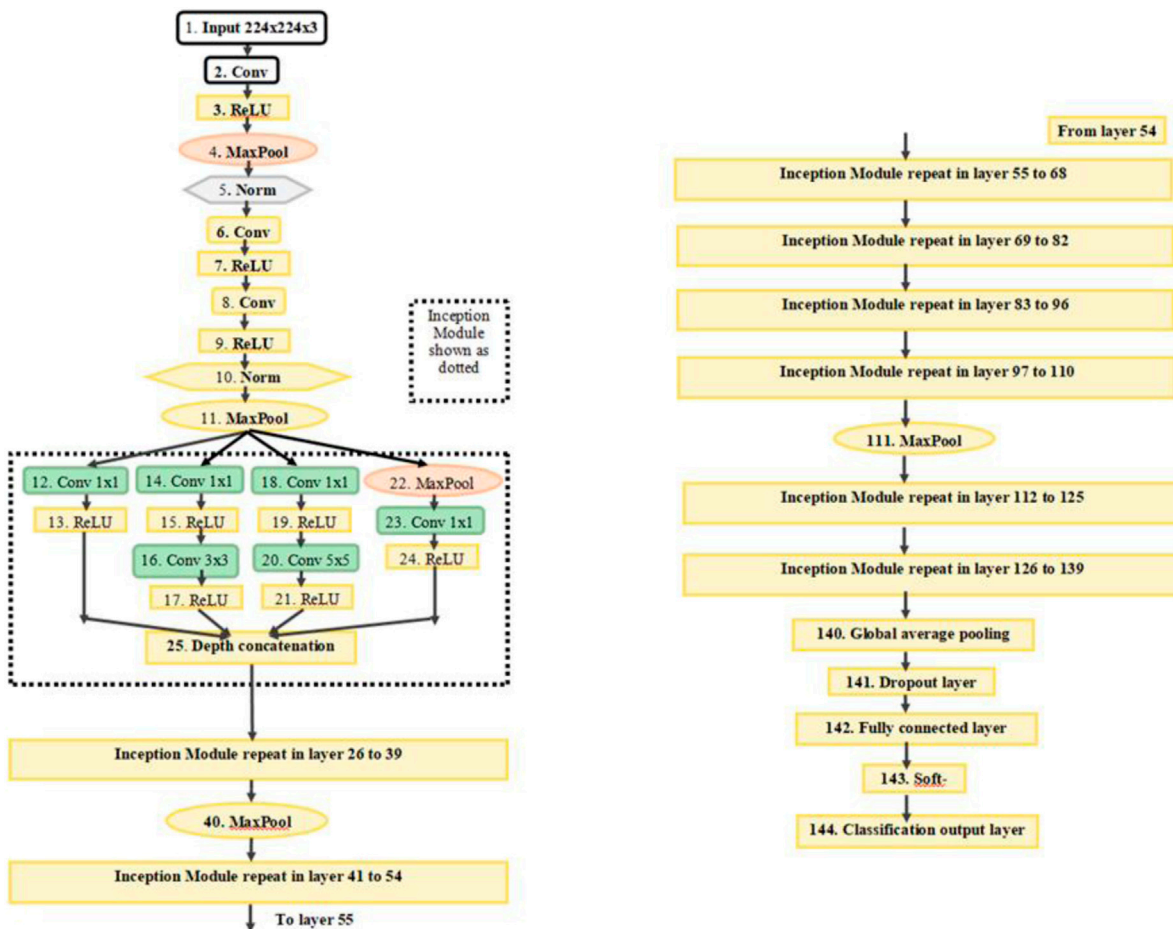 1. Input 224x224x3
2. Conv
3. ReLU
4. MaxPool
5. Norm
6. Conv
7. ReLU
8. Conv
9. ReLU
10. Norm
11. MaxPool
Inception
Module
shown as
dotted
12. Conv 1x1
14. Conv 1x1
18. Conv 1x1
22. MaxPool
13. ReLU
15. ReLU
19. ReLU
23. Conv 1x1
16. Conv 3x3
20. Conv 5x5
24. ReLU
17. ReLU
21. ReLU
25. Depth concatenation
Inception Module repeat in layer 26 to 39
40. MaxPool
Inception Module repeat in layer 41 to 54
To layer 55
From layer 54
Inception Module repeat in layer 55 to 68
Inception Module repeat in layer 69 to 82
Inception Module repeat in layer 83 to 96
Inception Module repeat in layer 97 to 110
111. MaxPool
Inception Module repeat in layer 112 to 125
Inception Module repeat in layer 126 to 139
140. Global average pooling
141. Dropout layer
142. Fully connected layer
143. Soft-
144. Classification output layer